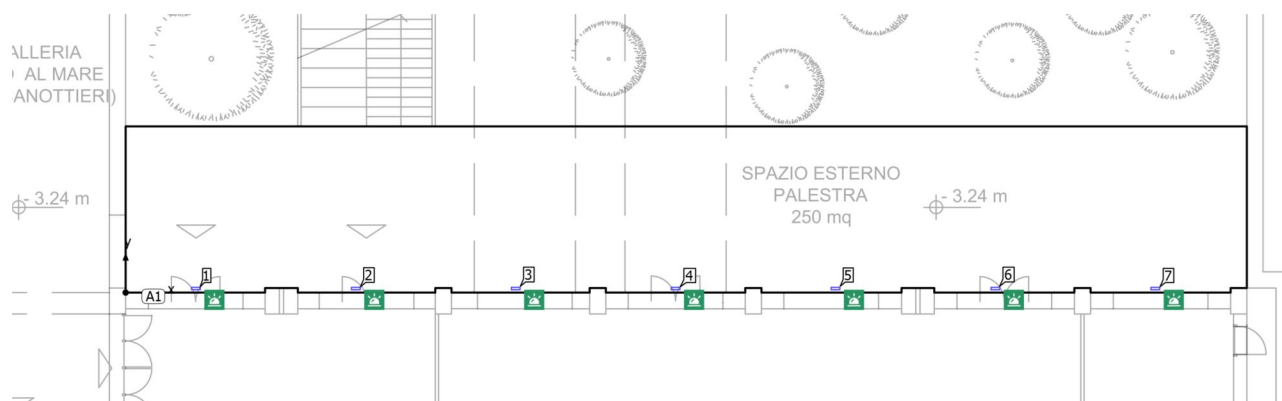 ALLERIA
AL MARE
ANOTTIERI)
- 3.24 m
SPAZIO ESTERNO
PALESTRA
250 mq
- 3.24 m
y
A1
x
1
2
3
4
5
6
7